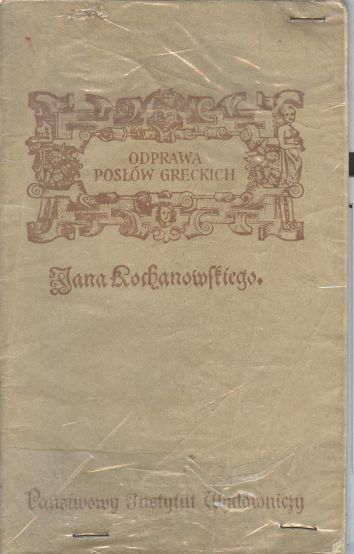 ODPRAWA
POSŁÓW GRECKICH
Jana Kochanowskiego.
Państwowy Instytut Wydawniczy